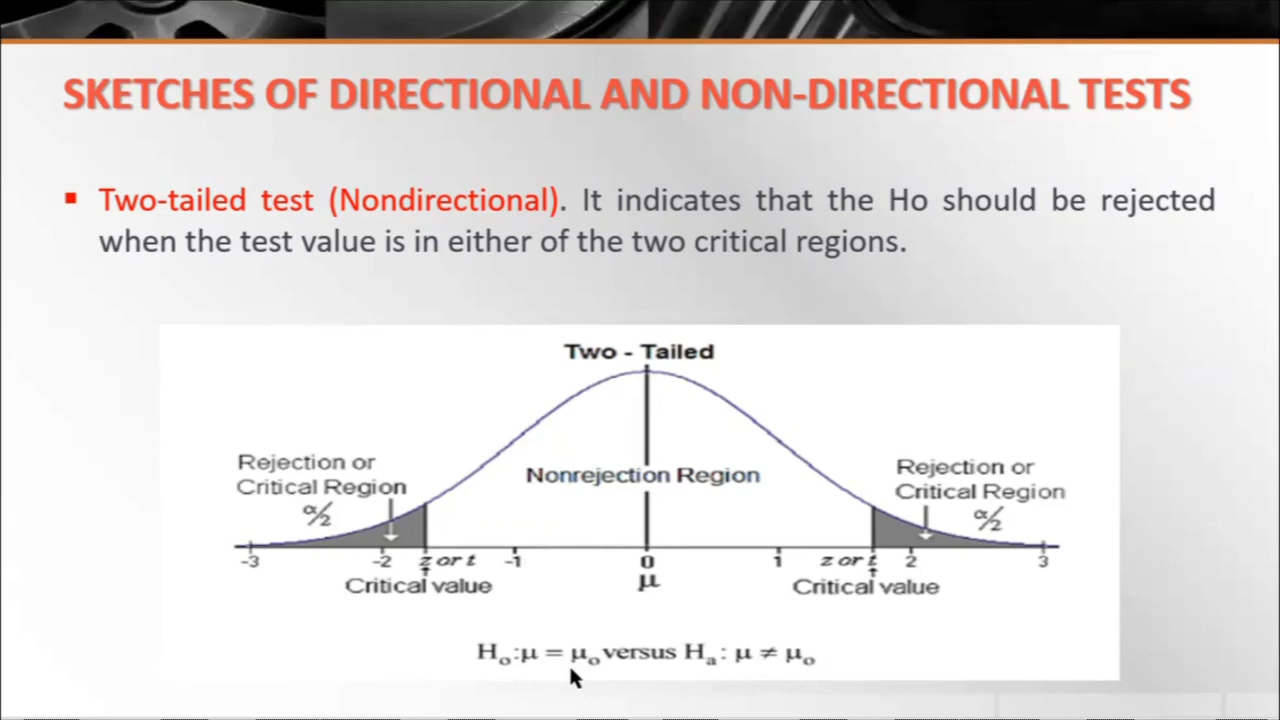 SKETCHES OF DIRECTIONAL AND NON-DIRECTIONAL TESTS
▪ Two-tailed test (Nondirectional). It indicates that the Ho should be rejected
when the test value is in either of the two critical regions.
Two - Tailed
Rejection or
Critical Region
α/2
Nonrejection Region
Rejection or
Critical Region
α/2
-3 -2 z or t -1 0 1 z or t 2 3
Critical value μ Critical value
Hₒ:μ = μₒ versus Hₐ: μ ≠ μₒ